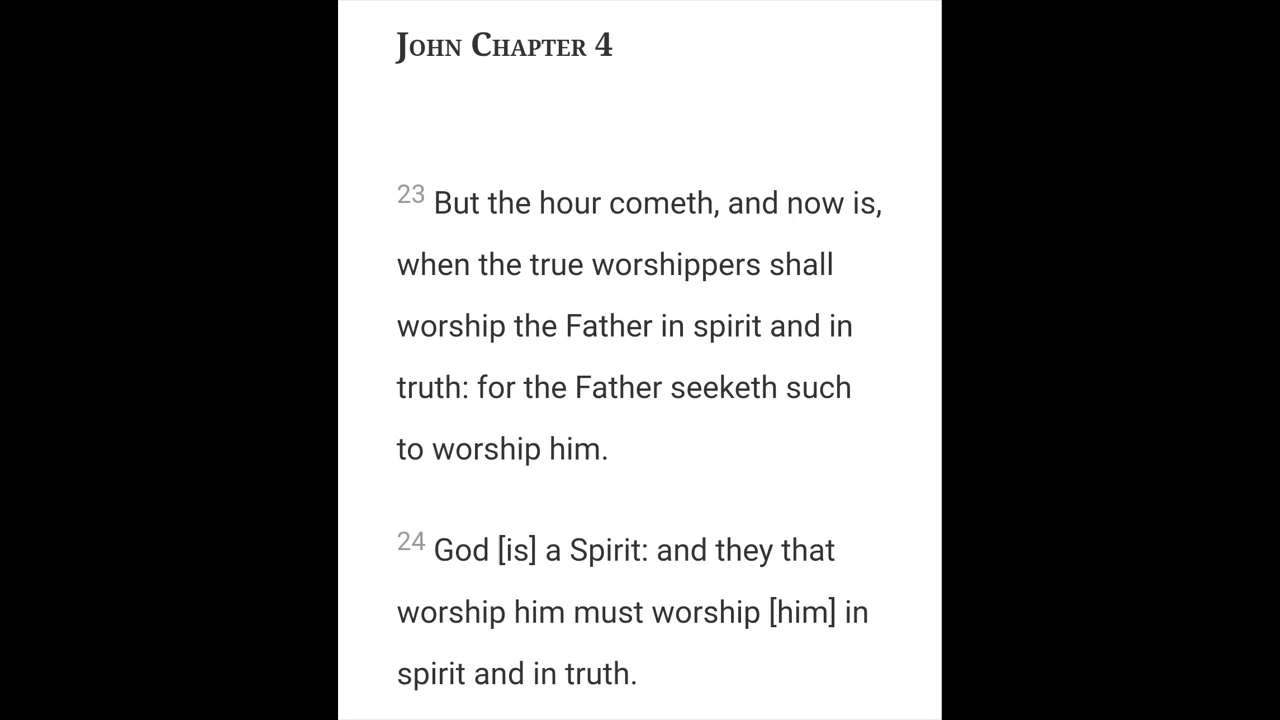 John Chapter 4
23 But the hour cometh, and now is,
when the true worshippers shall
worship the Father in spirit and in
truth: for the Father seeketh such
to worship him.
24 God [is] a Spirit: and they that
worship him must worship [him] in
spirit and in truth.